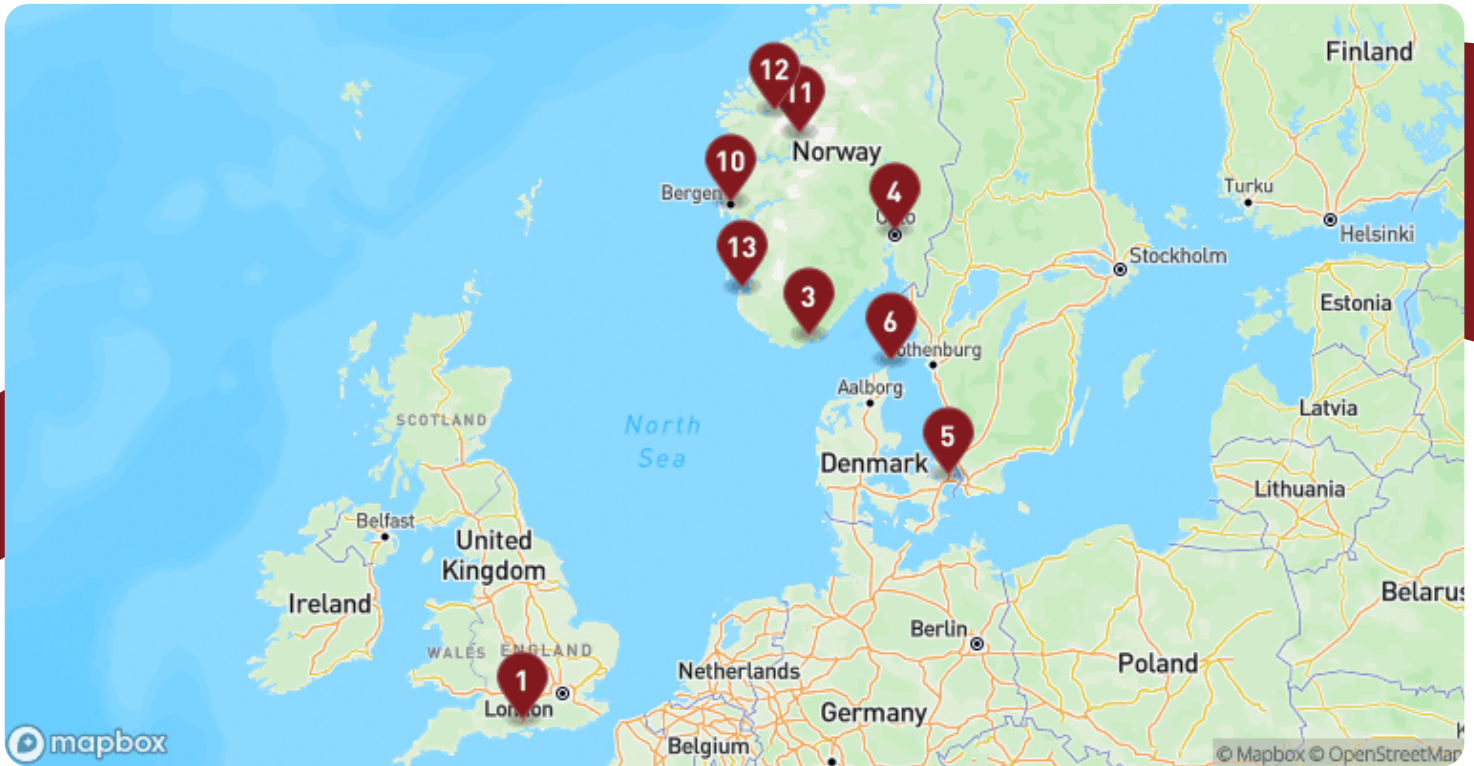 Finland
12
11
Norway
10
Bergen
4
Turku
Helsinki
13
Stockholm
3
Estonia
6
othenburg
Aalborg
North
Sea
SCOTLAND
Latvia
5
Denmark
Lithuania
Belfast
United
Kingdom
Belarus
Ireland
Berlin
WALES
ENGLAND
Netherlands
Poland
1
London
Germany
Belgium
mapbox
© Mapbox © OpenStreetMap